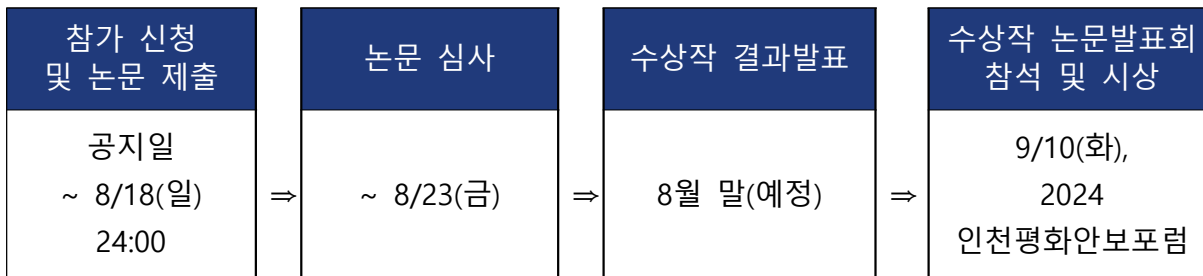 참가 신청
및 논문 제출
공지일
~ 8/18(일)
24:00
⇒
논문 심사
~ 8/23(금)
⇒
수상작 결과발표
8월 말(예정)
⇒
수상작 논문발표회
참석 및 시상
9/10(화),
2024
인천평화안보포럼